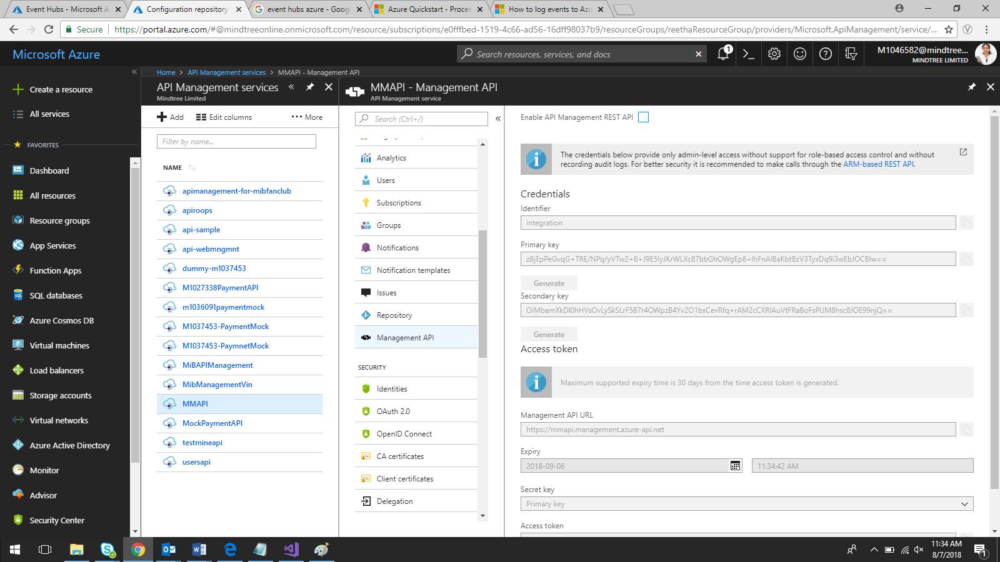 Event Hubs - Microsoft A
Configuration repository
event hubs azure - Goog
Azure Quickstart - Proces
How to log events to Azu
Secure
https://portal.azure.com/#@mindtreeonline.onmicrosoft.com/resource/subscriptions/e0fffbed-1519-4c66-ad56-16dff98037b9/resourceGroups/reethaResourceGroup/providers/Microsoft.ApiManagement/service/...
Microsoft Azure
Search resources, services, and docs
1
M1046582@mindtree...
MINDTREE LIMITED
Create a resource
All services
FAVORITES
Dashboard
All resources
Resource groups
App Services
Function Apps
SQL databases
Azure Cosmos DB
Virtual machines
Load balancers
Storage accounts
Virtual networks
Azure Active Directory
Monitor
Advisor
Security Center
Home > API Management services > MMAPI - Management API
API Management services
Mindtree Limited
Add
Edit columns
More
Filter by name...
NAME
apimanagement-for-mibfanclub
apiroops
api-sample
api-webmngmnt
dummy-m1037453
M1027338PaymentAPI
m1036091paymentmock
M1037453-PaymentMock
M1037453-PaymnetMock
MiBAPIManagement
MibManagementVin
MMAPI
MockPaymentAPI
testmineapi
usersapi
MMAPI - Management API
API Management service
Search (Ctrl+/)
Analytics
Users
Subscriptions
Groups
Notifications
Notification templates
Issues
Repository
Management API
SECURITY
Identities
OAuth 2.0
OpenID Connect
CA certificates
Client certificates
Delegation
Enable API Management REST API
The credentials below provide only admin-level access without support for role-based access control and without
recording audit logs. For better security it is recommended to make calls through the ARM-based REST API.
Credentials
Identifier
integration
Primary key
Generate
Secondary key
Generate
Access token
Maximum supported expiry time is 30 days from the time access token is generated.
Management API URL
https://mmapi.management.azure-api.net
Expiry
2018-09-06
11:34:42 AM
Secret key
Primary key
Access token
11:34 AM
8/7/2018
1